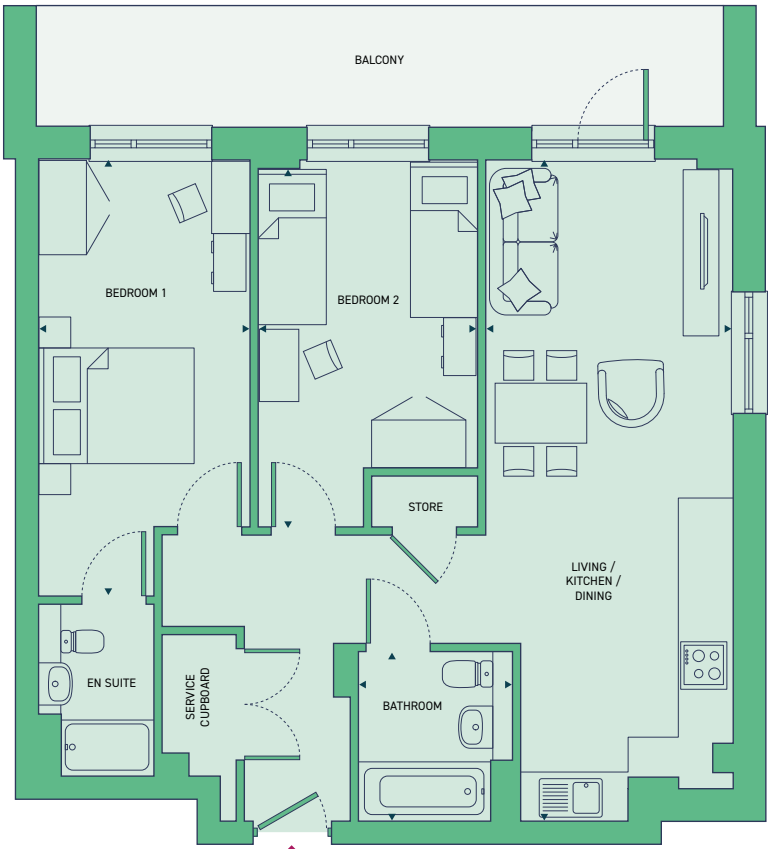 BALCONY
BEDROOM 1
BEDROOM 2
STORE
LIVING /
KITCHEN /
DINING
EN SUITE
SERVICE
CUPBOARD
BATHROOM